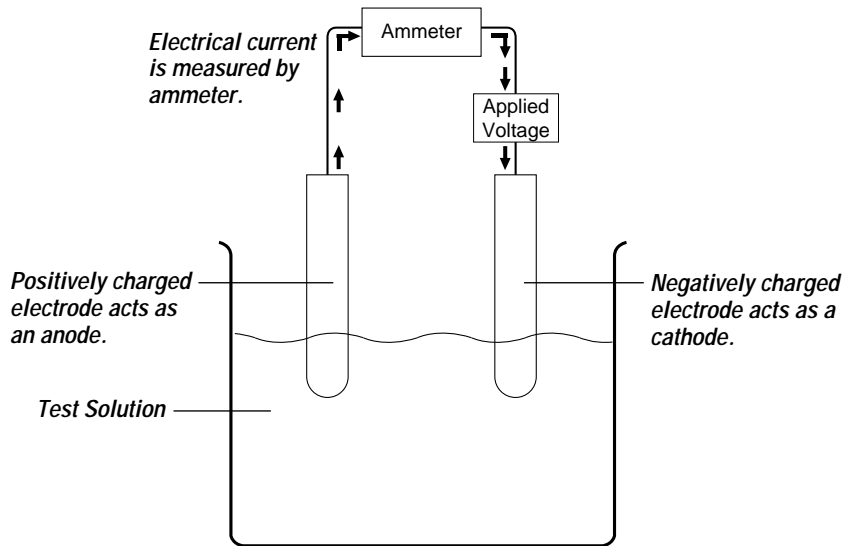 Electrical current
is measured by
ammeter.
Ammeter
Applied
Voltage
Positively charged
electrode acts as
an anode.
Negatively charged
electrode acts as a
cathode.
Test Solution